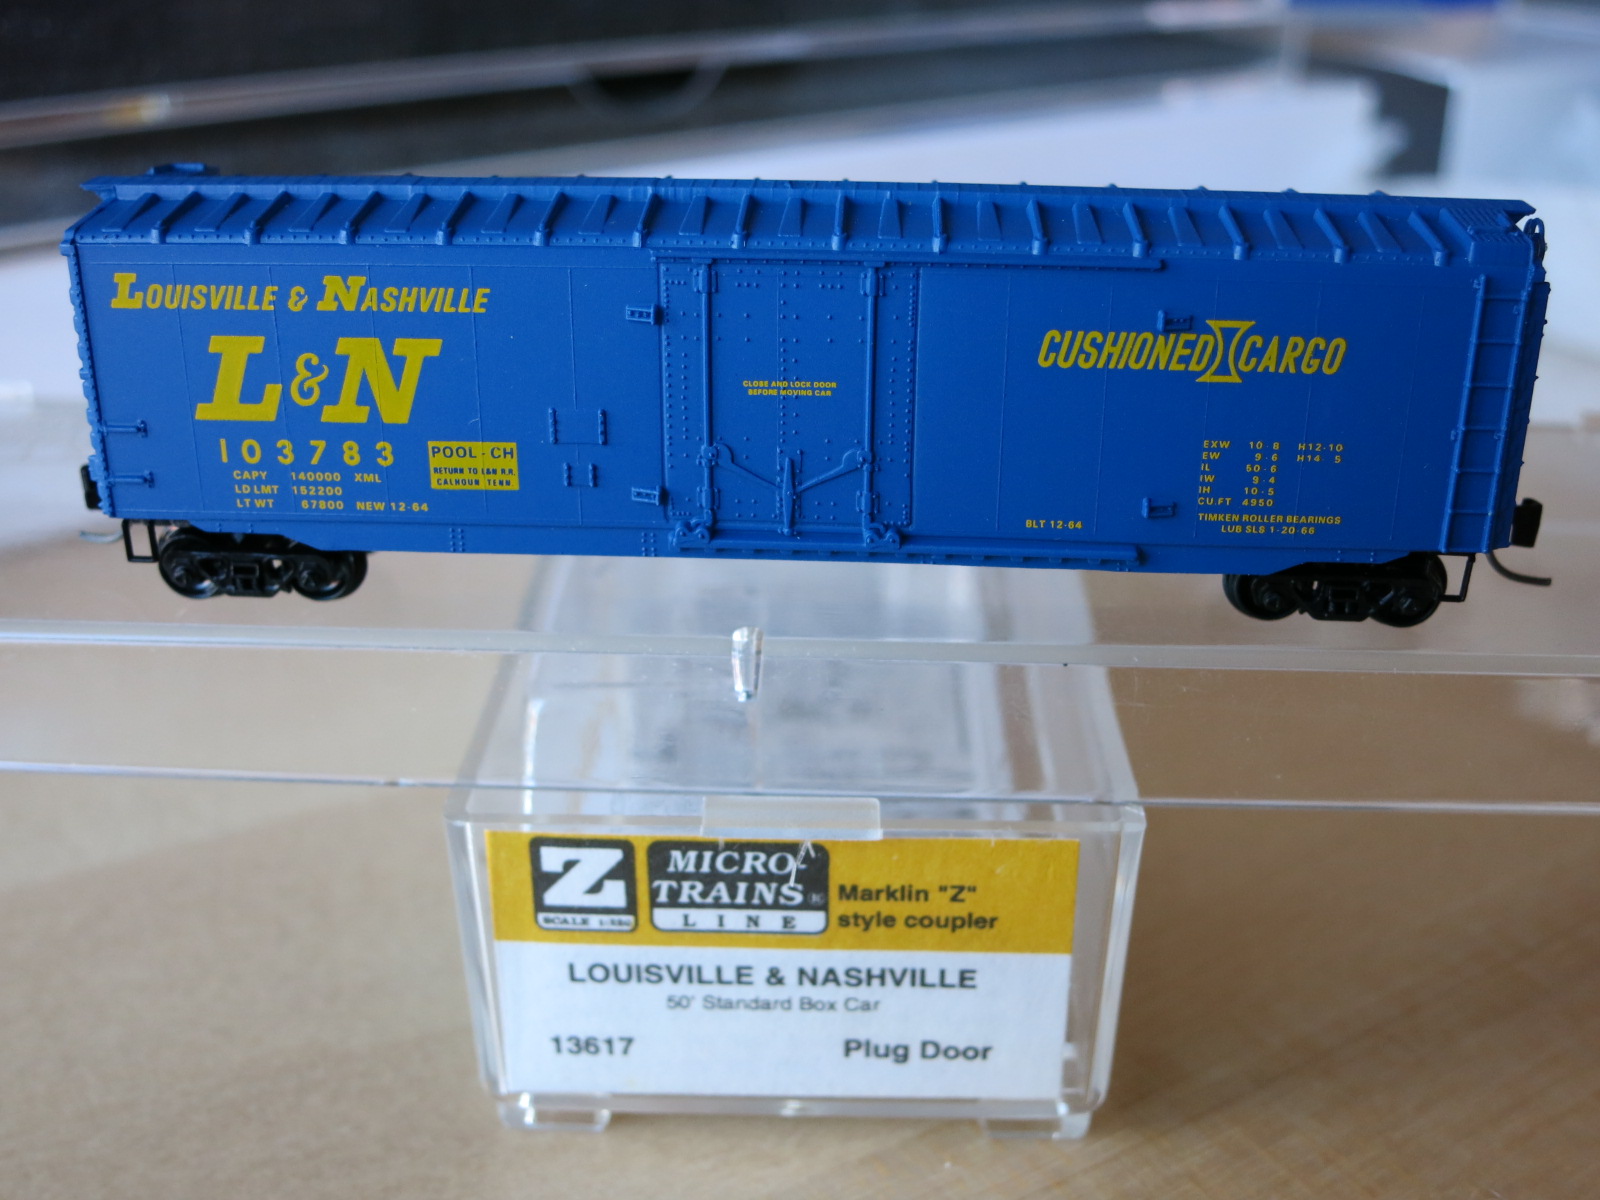 LOUISVILLE & NASHVILLE
L&N
103783
CAPY 140000 XML
LD LMT 152200
LT WT 67800 NEW 12-64
POOL-CH
RETURN TO L&N R.R.
CALHOUN TENN.
CLOSE AND LOCK DOOR
BEFORE MOVING CAR
CUSHIONED CARGO
EXW 10-8 H12-10
EW 9-6 H14-5
IL 50-6
IW 9-4
IH 10-5
CU.FT 4950
BLT 12-64
TIMKEN ROLLER BEARINGS
LUB SLS 1-20-66
Z
SCALE 1:220
MICRO-
TRAINS®
LINE
Marklin "Z"
style coupler
LOUISVILLE & NASHVILLE
50' Standard Box Car
13617 Plug Door